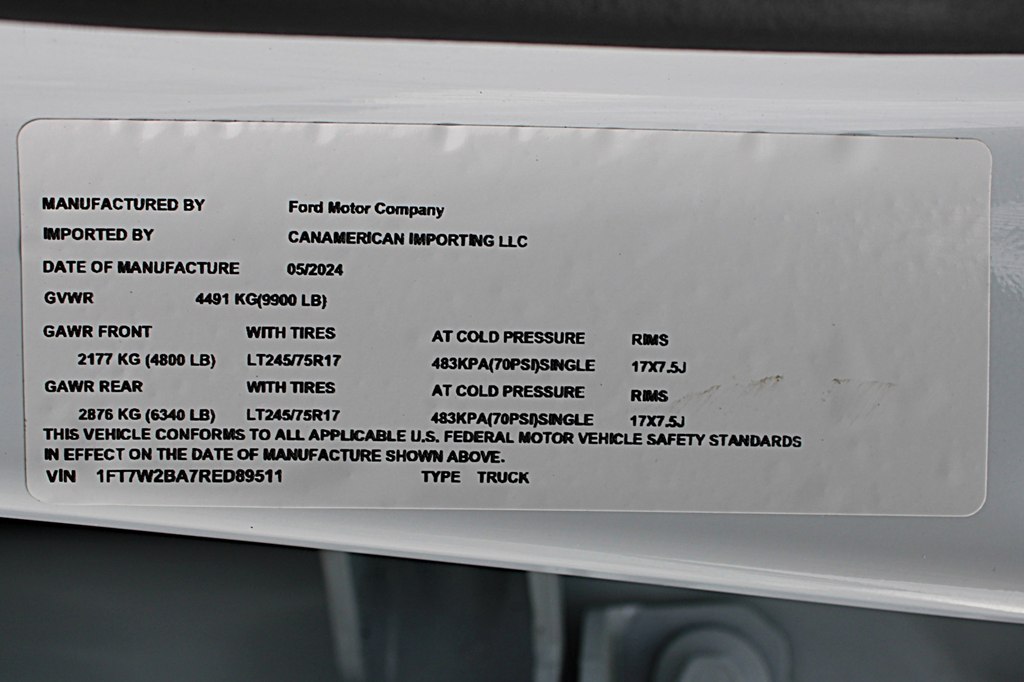 MANUFACTURED BY Ford Motor Company
IMPORTED BY CANAMERICAN IMPORTING LLC
DATE OF MANUFACTURE 05/2024
GVWR 4491 KG(9900 LB)
GAWR FRONT WITH TIRES AT COLD PRESSURE RIMS
2177 KG (4800 LB) LT245/75R17 483KPA(70PSI)SINGLE 17X7.5J
GAWR REAR WITH TIRES AT COLD PRESSURE RIMS
2876 KG (6340 LB) LT245/75R17 483KPA(70PSI)SINGLE 17X7.5J
THIS VEHICLE CONFORMS TO ALL APPLICABLE U.S. FEDERAL MOTOR VEHICLE SAFETY STANDARDS
IN EFFECT ON THE DATE OF MANUFACTURE SHOWN ABOVE.
VIN 1FT7W2BA7RED89511 TYPE TRUCK